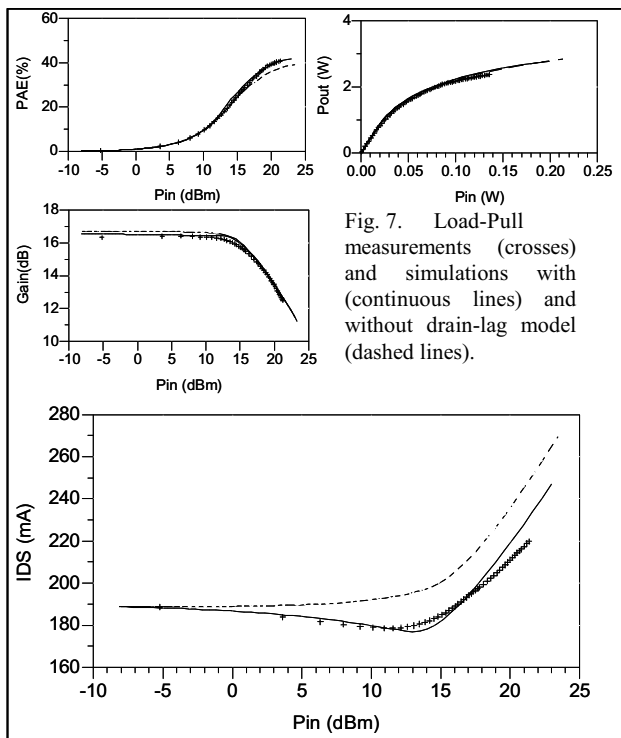 PAE(%)
60
40
20
0
-10 -5 0 5 10 15 20 25
Pin (dBm)
Pout (W)
4
2
0
0.00 0.05 0.10 0.15 0.20 0.25
Pin (W)
Gain(dB)
18
16
14
12
10
-10 -5 0 5 10 15 20 25
Pin (dBm)
Fig. 7. Load-Pull
measurements (crosses)
and simulations with
(continuous lines) and
without drain-lag model
(dashed lines).
IDS (mA)
280
260
240
220
200
180
160
-10 -5 0 5 10 15 20 25
Pin (dBm)